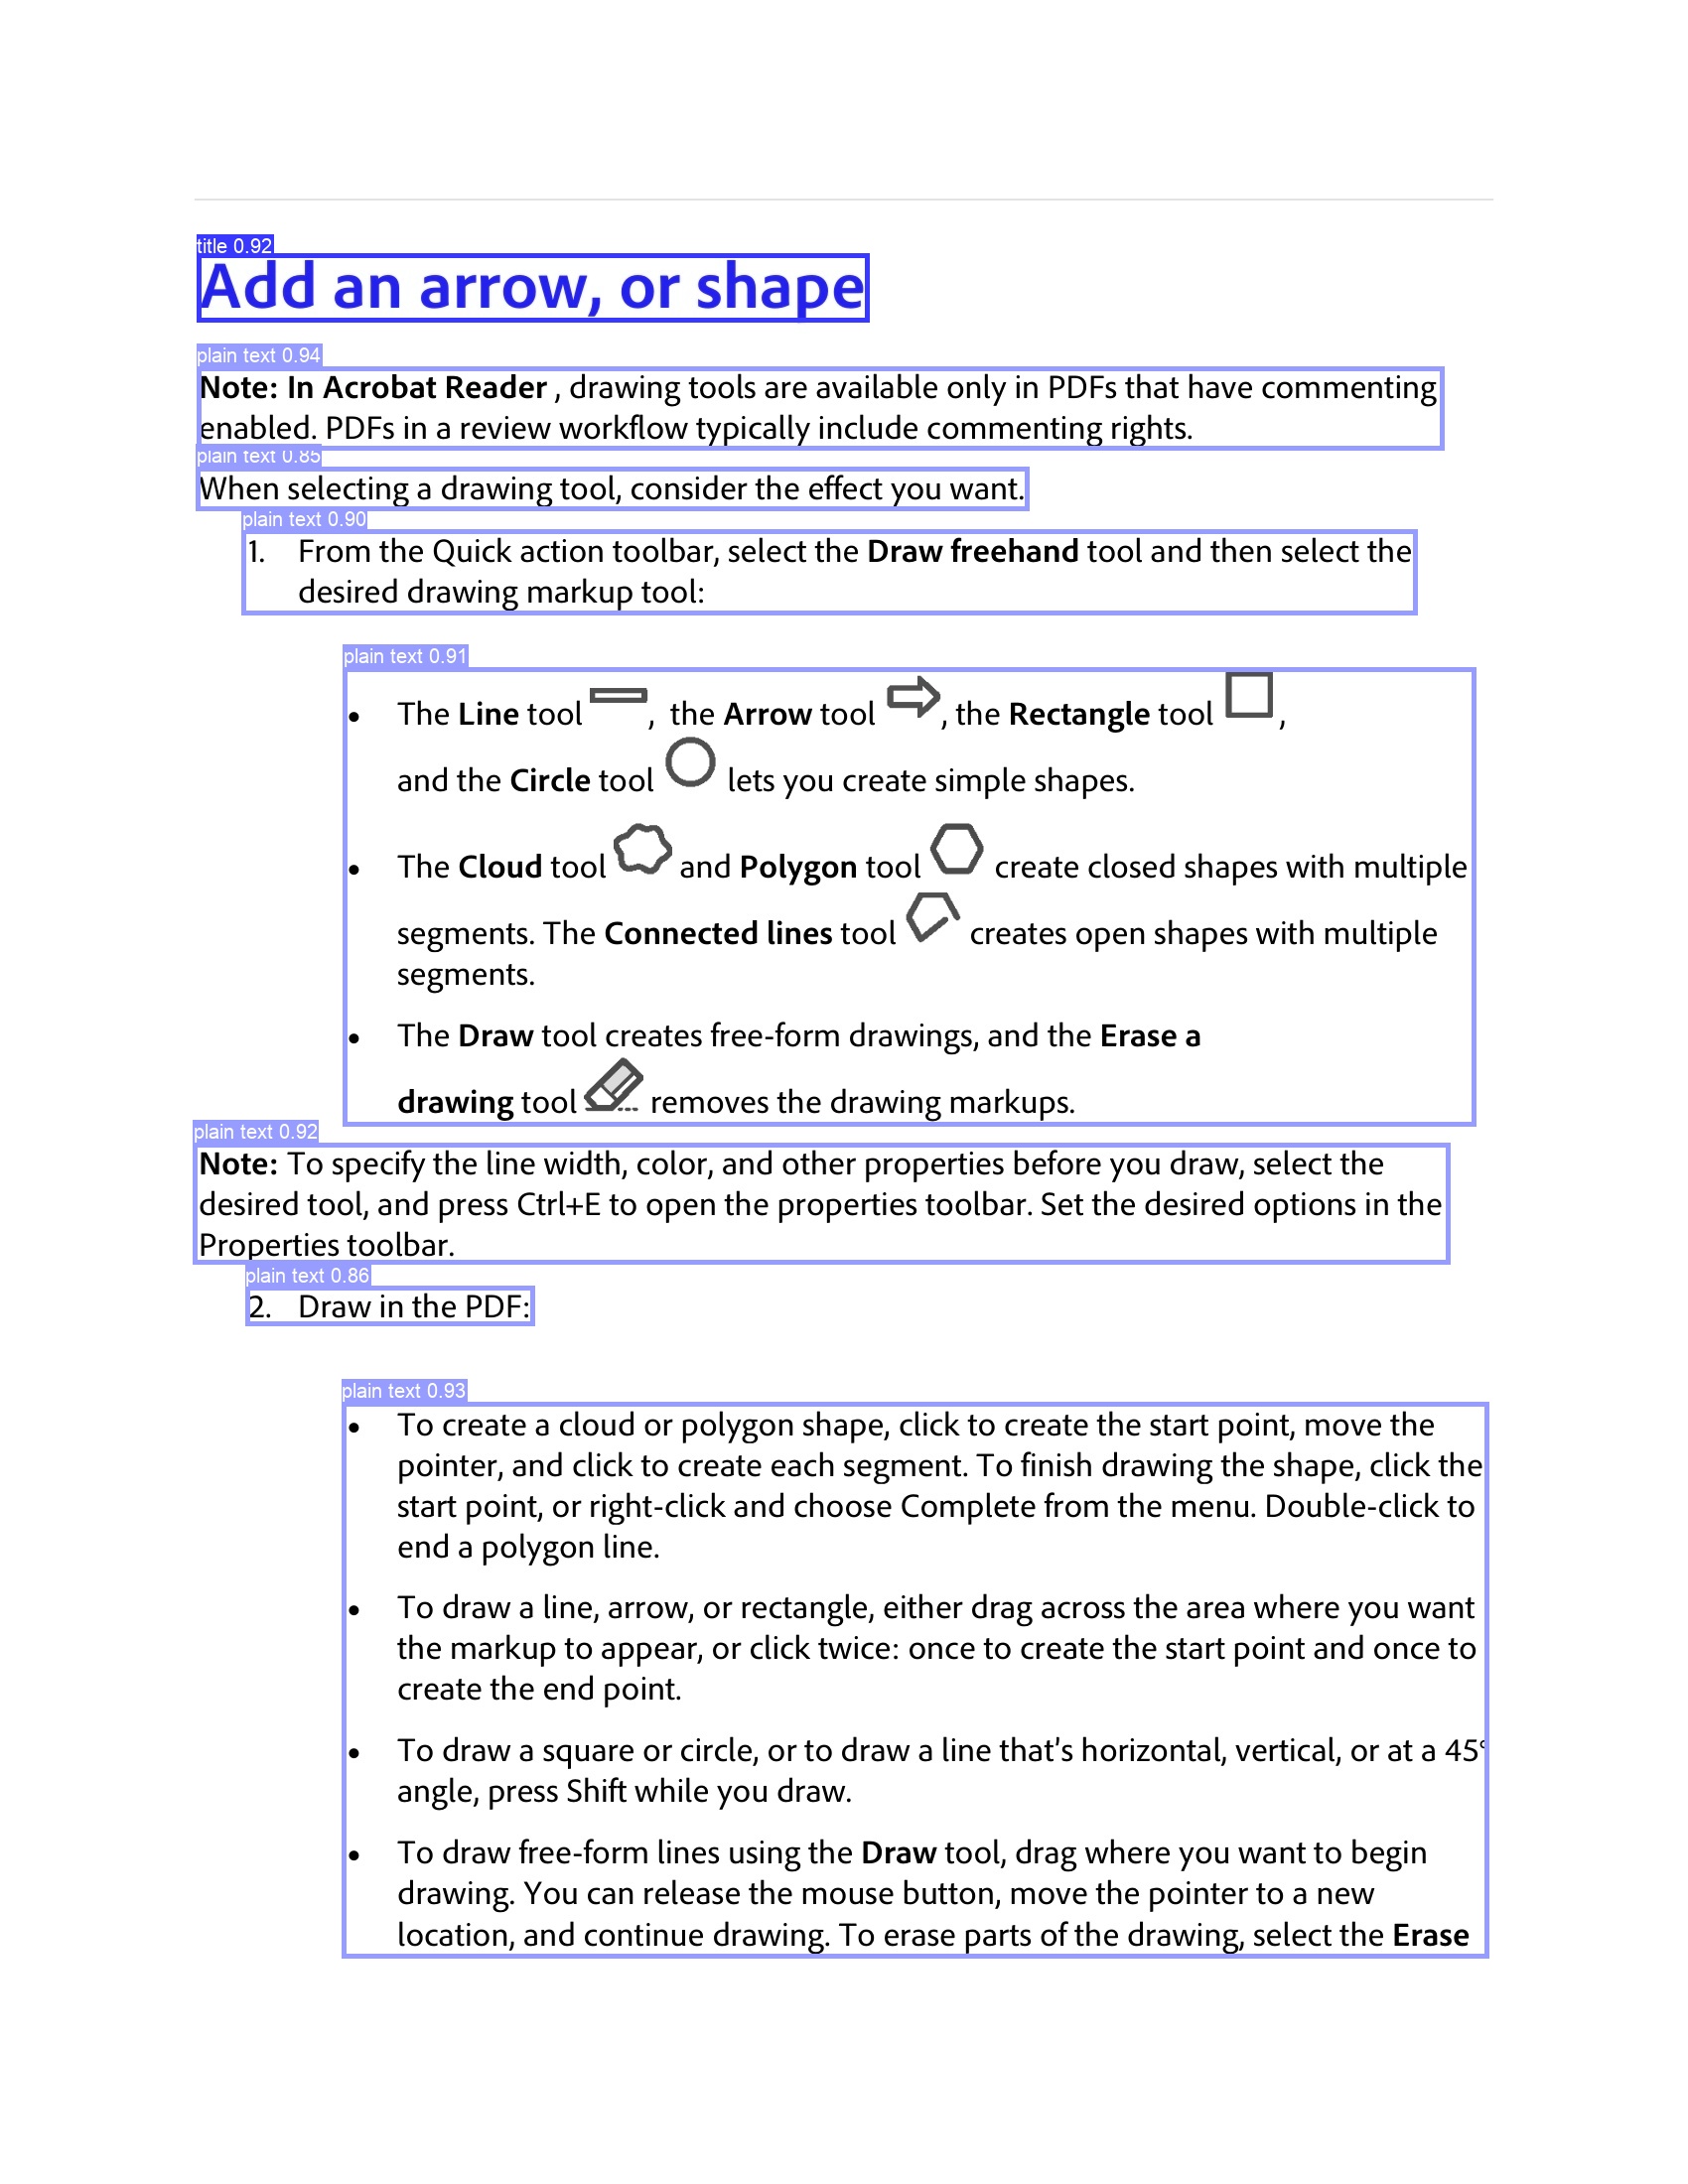 title 0.92
Add an arrow, or shape
plain text 0.94
Note: In Acrobat Reader , drawing tools are available only in PDFs that have commenting
enabled. PDFs in a review workflow typically include commenting rights.
plain text 0.85
When selecting a drawing tool, consider the effect you want.
plain text 0.90
1. From the Quick action toolbar, select the Draw freehand tool and then select the
desired drawing markup tool:
plain text 0.91
• The Line tool , the Arrow tool , the Rectangle tool ,
and the Circle tool lets you create simple shapes.
• The Cloud tool and Polygon tool create closed shapes with multiple
segments. The Connected lines tool creates open shapes with multiple
segments.
• The Draw tool creates free-form drawings, and the Erase a
drawing tool removes the drawing markups.
plain text 0.92
Note: To specify the line width, color, and other properties before you draw, select the
desired tool, and press Ctrl+E to open the properties toolbar. Set the desired options in the
Properties toolbar.
plain text 0.86
2. Draw in the PDF:
plain text 0.93
• To create a cloud or polygon shape, click to create the start point, move the
pointer, and click to create each segment. To finish drawing the shape, click the
start point, or right-click and choose Complete from the menu. Double-click to
end a polygon line.
• To draw a line, arrow, or rectangle, either drag across the area where you want
the markup to appear, or click twice: once to create the start point and once to
create the end point.
• To draw a square or circle, or to draw a line that's horizontal, vertical, or at a 45°
angle, press Shift while you draw.
• To draw free-form lines using the Draw tool, drag where you want to begin
drawing. You can release the mouse button, move the pointer to a new
location, and continue drawing. To erase parts of the drawing, select the Erase